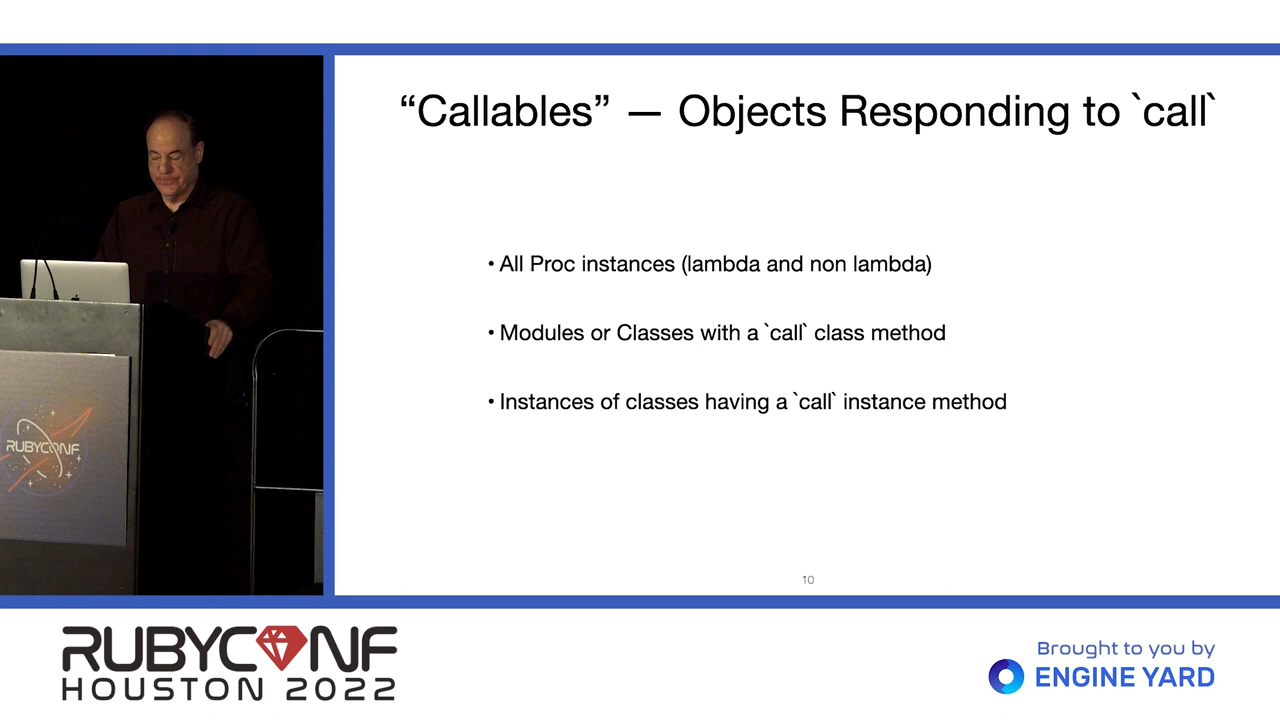 “Callables” — Objects Responding to `call`
• All Proc instances (lambda and non lambda)
• Modules or Classes with a `call` class method
• Instances of classes having a `call` instance method
10
RUBYCONF
RUBYCONF
HOUSTON 2022
Brought to you by
ENGINE YARD